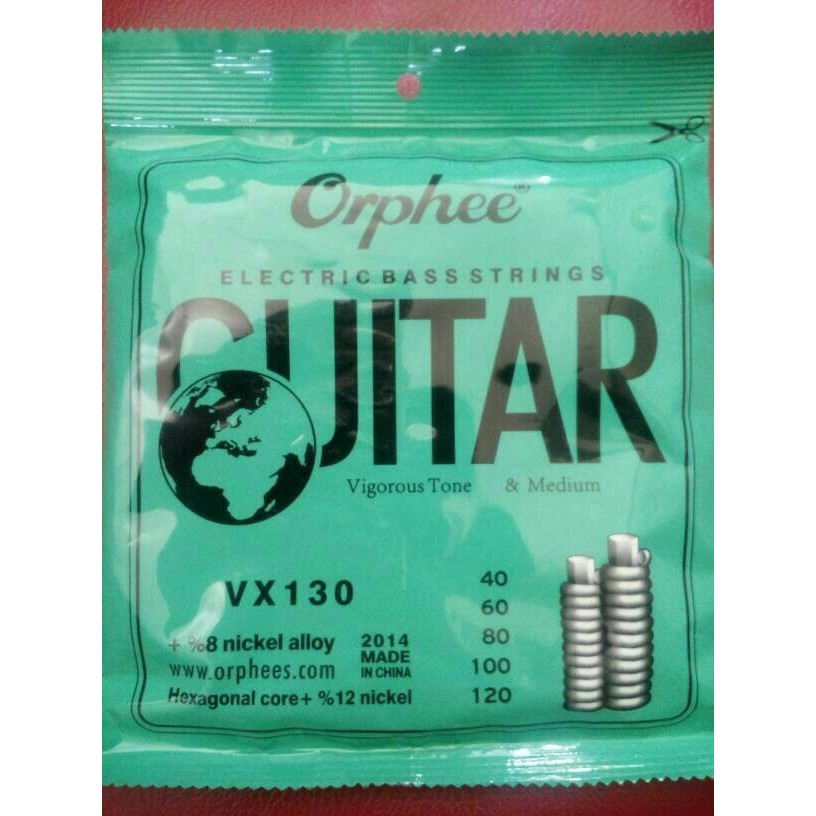 Orphee®
ELECTRIC BASS STRINGS
GUITAR
Vigorous Tone & Medium
VX130
40
60
80
100
120
+ %8 nickel alloy
www.orphees.com
Hexagonal core+ %12 nickel
2014
MADE
IN CHINA